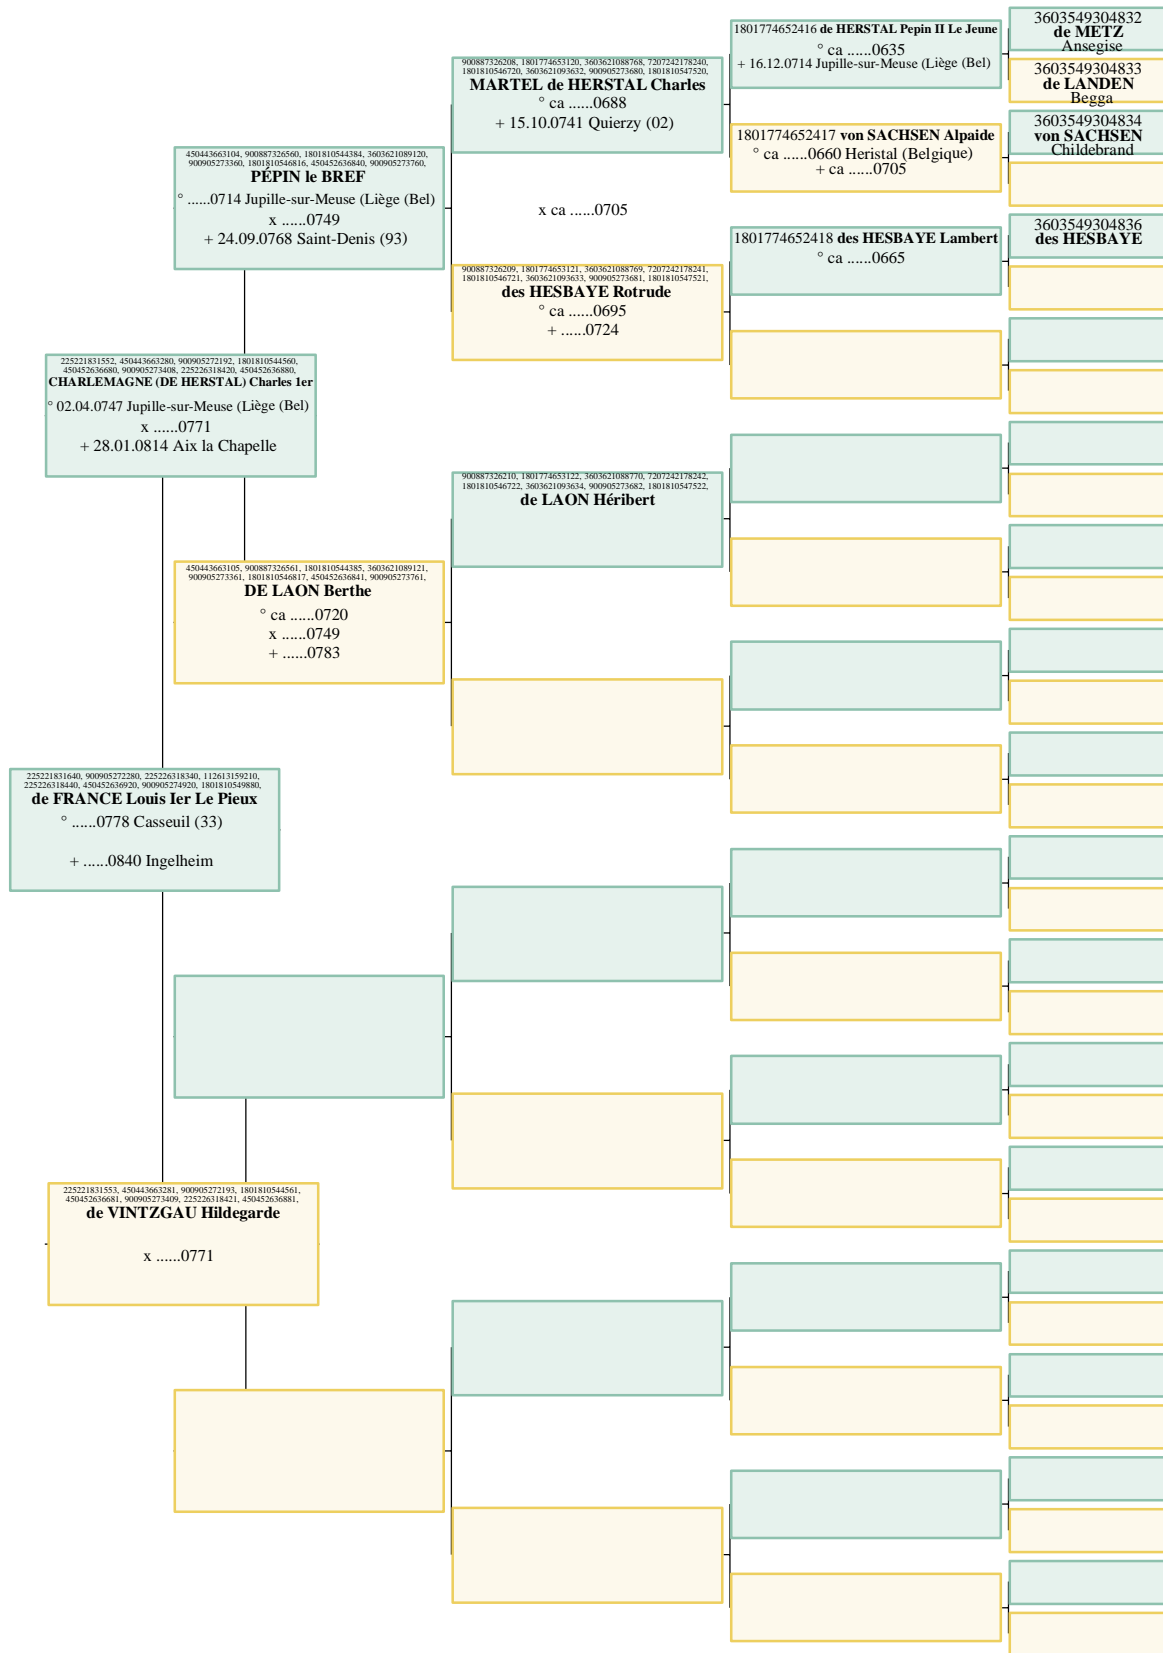 1801774652416 de HERSTAL Pepin II Le Jeune
° ca ......0635
+ 16.12.0714 Jupille-sur-Meuse (Liège (Bel)
3603549304832
de METZ
Ansegise
3603549304833
de LANDEN
Begga
900887326208, 1801774653120, 3603621088768, 7207242178240,
1801810546720, 3603621093632, 900905273680, 1801810547520,
MARTEL de HERSTAL Charles
° ca ......0688
+ 15.10.0741 Quierzy (02)
1801774652417 von SACHSEN Alpaide
° ca ......0660 Heristal (Belgique)
+ ca ......0705
3603549304834
von SACHSEN
Childebrand
450443663104, 900887326560, 1801810544384, 3603621089120,
900905273360, 1801810546816, 450452636840, 900905273760,
PÉPIN le BREF
° ......0714 Jupille-sur-Meuse (Liège (Bel)
x ......0749
+ 24.09.0768 Saint-Denis (93)
x ca ......0705
1801774652418 des HESBAYE Lambert
° ca ......0665
3603549304836
des HESBAYE
900887326209, 1801774653121, 3603621088769, 7207242178241,
1801810546721, 3603621093633, 900905273681, 1801810547521,
des HESBAYE Rotrude
° ca ......0695
+ ......0724
225221831552, 450443663280, 900905272192, 1801810544560,
450452636680, 900905273408, 225226318420, 450452636880,
CHARLEMAGNE (DE HERSTAL) Charles 1er
° 02.04.0747 Jupille-sur-Meuse (Liège (Bel)
x ......0771
+ 28.01.0814 Aix la Chapelle
900887326210, 1801774653122, 3603621088770, 7207242178242,
1801810546722, 3603621093634, 900905273682, 1801810547522,
de LAON Héribert
450443663105, 900887326561, 1801810544385, 3603621089121,
900905273361, 1801810546817, 450452636841, 900905273761,
DE LAON Berthe
° ca ......0720
x ......0749
+ ......0783
225221831640, 900905272280, 225226318340, 112613159210,
225226318440, 450452636920, 900905274920, 1801810549880,
de FRANCE Louis Ier Le Pieux
° ......0778 Casseuil (33)
+ ......0840 Ingelheim
225221831553, 450443663281, 900905272193, 1801810544561,
450452636681, 900905273409, 225226318421, 450452636881,
de VINTZGAU Hildegarde
x ......0771